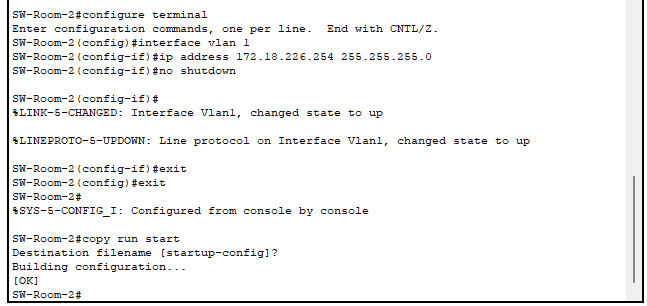 SW-Room-2#configure terminal
Enter configuration commands, one per line.  End with CNTL/Z.
SW-Room-2(config)#interface vlan 1
SW-Room-2(config-if)#ip address 172.18.226.254 255.255.255.0
SW-Room-2(config-if)#no shutdown
SW-Room-2(config-if)#
%LINK-5-CHANGED: Interface Vlan1, changed state to up
%LINEPROTO-5-UPDOWN: Line protocol on Interface Vlan1, changed state to up
SW-Room-2(config-if)#exit
SW-Room-2(config)#exit
SW-Room-2#
%SYS-5-CONFIG_I: Configured from console by console
SW-Room-2#copy run start
Destination filename [startup-config]?
Building configuration...
[OK]
SW-Room-2#